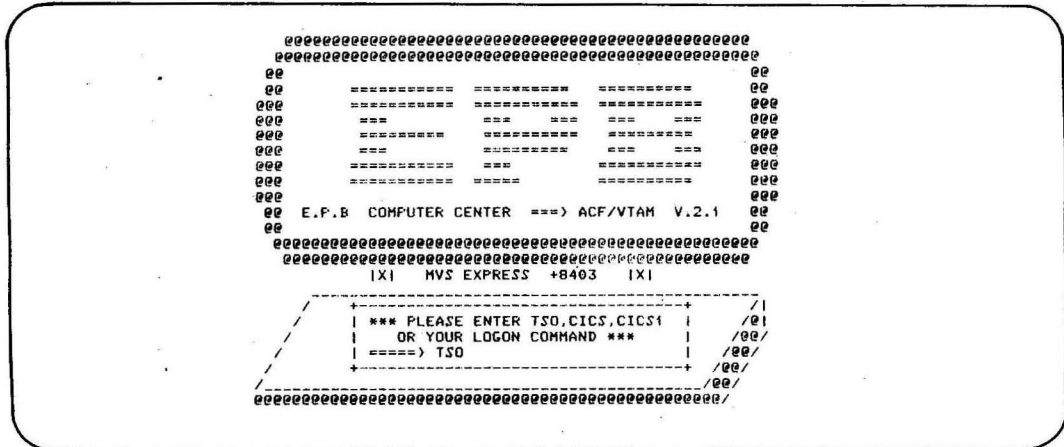 EPB
E.P.B COMPUTER CENTER ===> ACF/VTAM V.2.1
|X| MVS EXPRESS +8403 |X|
*** PLEASE ENTER TSO,CICS,CICS1
OR YOUR LOGON COMMAND ***
=====> TSO